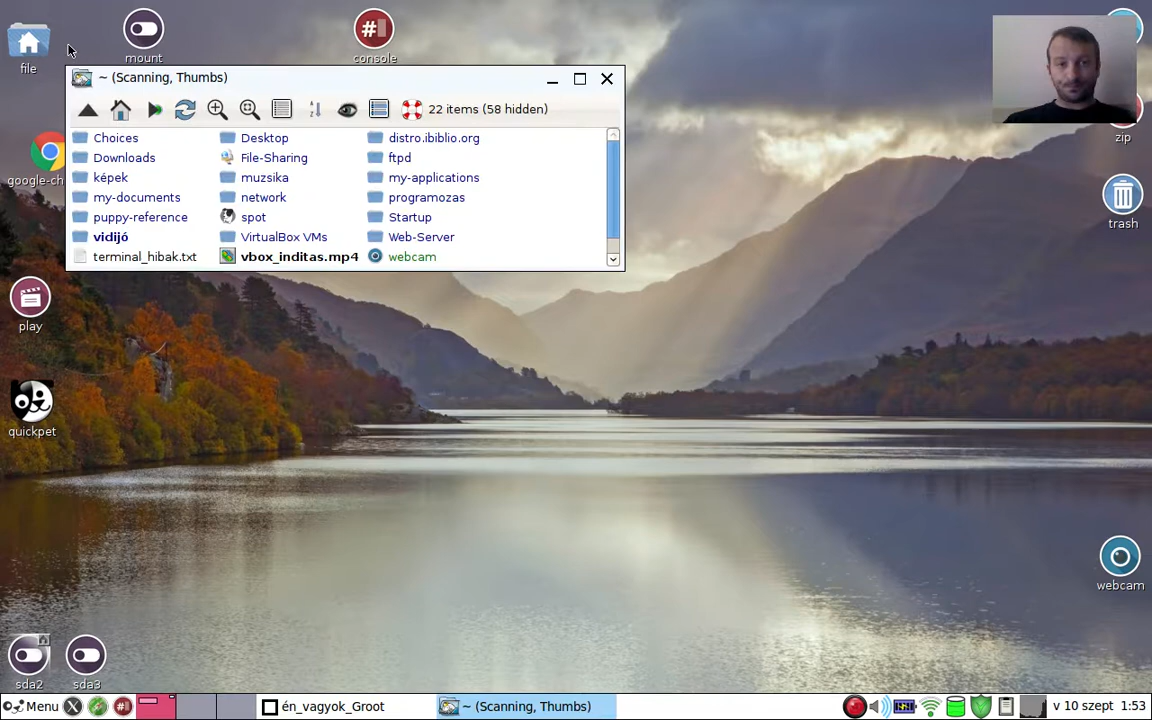 file
mount
console
~ (Scanning, Thumbs)
22 items (58 hidden)
Choices
Desktop
distro.ibiblio.org
Downloads
File-Sharing
ftpd
képek
muzsika
my-applications
my-documents
network
programozas
puppy-reference
spot
Startup
vidijó
VirtualBox VMs
Web-Server
terminal_hibak.txt
vbox_inditas.mp4
webcam
google-ch
zip
trash
play
quickpet
webcam
sda2
sda3
Menu
én_vagyok_Groot
~ (Scanning, Thumbs)
v 10 szept 1:53